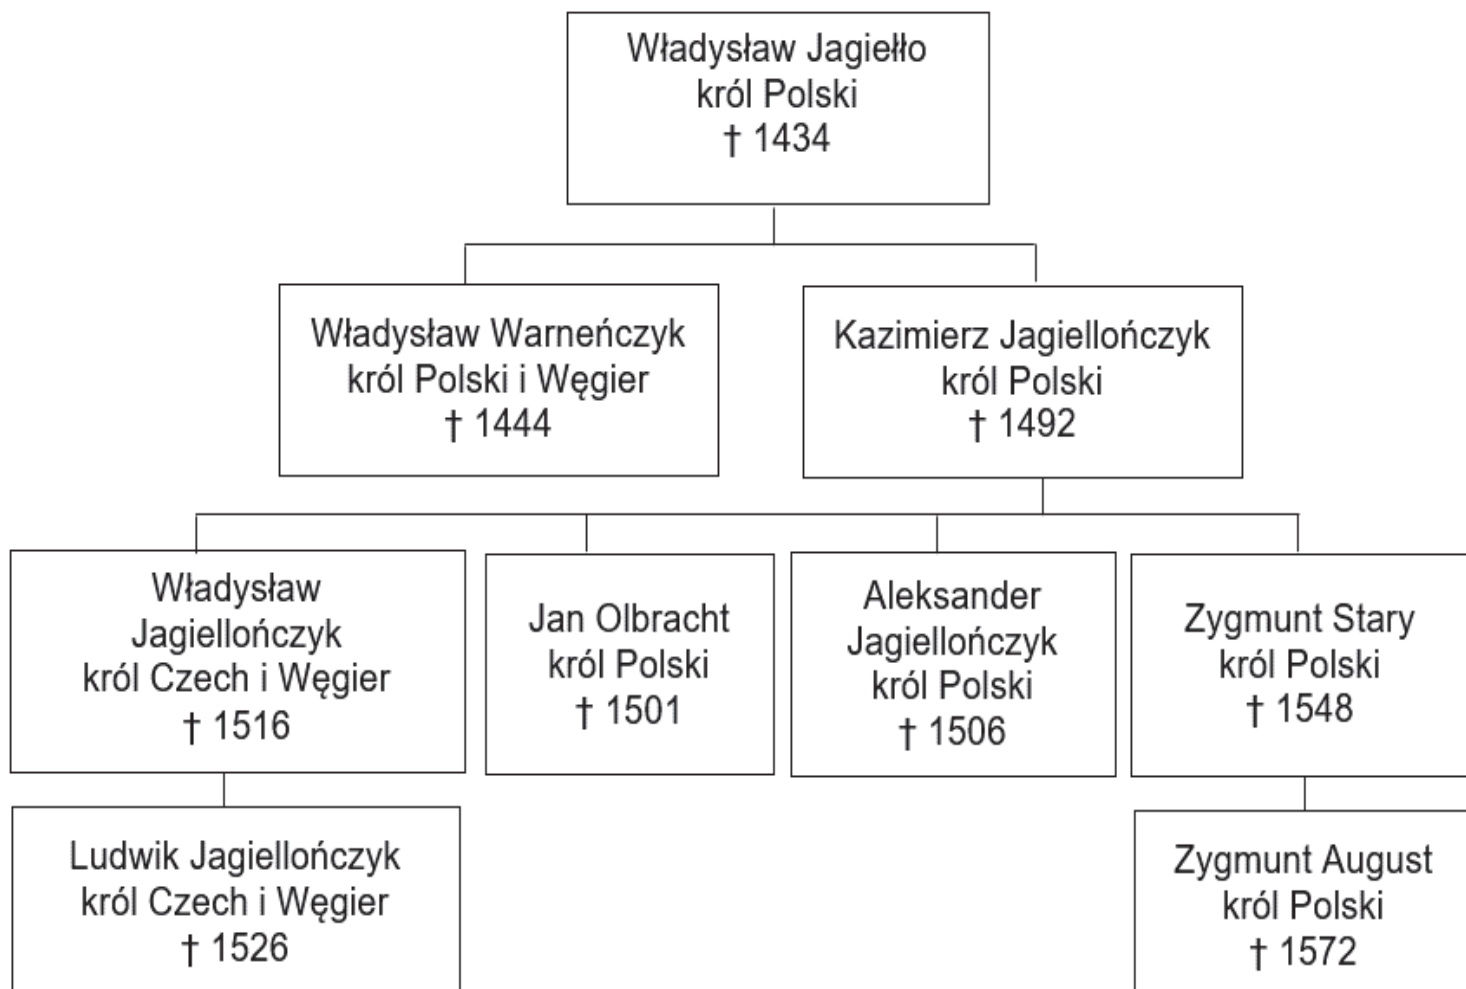 Władysław Jagiełło
król Polski
† 1434
Władysław Warneńczyk
król Polski i Węgier
† 1444
Kazimierz Jagiellończyk
król Polski
† 1492
Władysław
Jagiellończyk
król Czech i Węgier
† 1516
Jan Olbracht
król Polski
† 1501
Aleksander
Jagiellończyk
król Polski
† 1506
Zygmunt Stary
król Polski
† 1548
Ludwik Jagiellończyk
król Czech i Węgier
† 1526
Zygmunt August
król Polski
† 1572